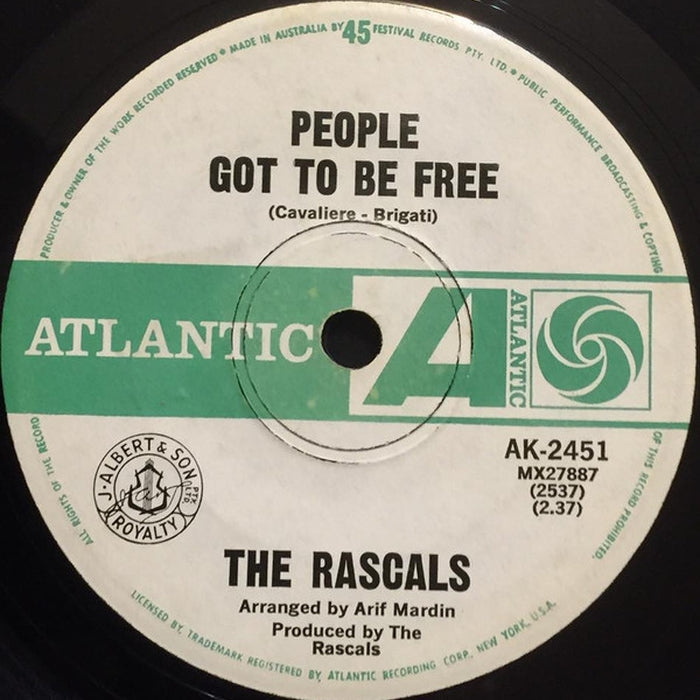 PRODUCER & OWNER OF THE WORK RECORDED RESERVED • MADE IN AUSTRALIA BY 45 FESTIVAL RECORDS PTY. LTD. • PUBLIC PERFORMANCE BROADCASTING & COPYING
PEOPLE
GOT TO BE FREE
(Cavaliere - Brigati)
ATLANTIC
A
ATLANTIC
AK-2451
MX27887
(2537)
(2.37)
J. ALBERT & SON PTY. LTD.
ROYALTY
THE RASCALS
Arranged by Arif Mardin
Produced by The
Rascals
ALL RIGHTS OF THE RECORD
OF THIS RECORD PROHIBITED.
LICENSED BY, TRADEMARK REGISTERED BY, ATLANTIC RECORDING CORP., NEW YORK, U.S.A.